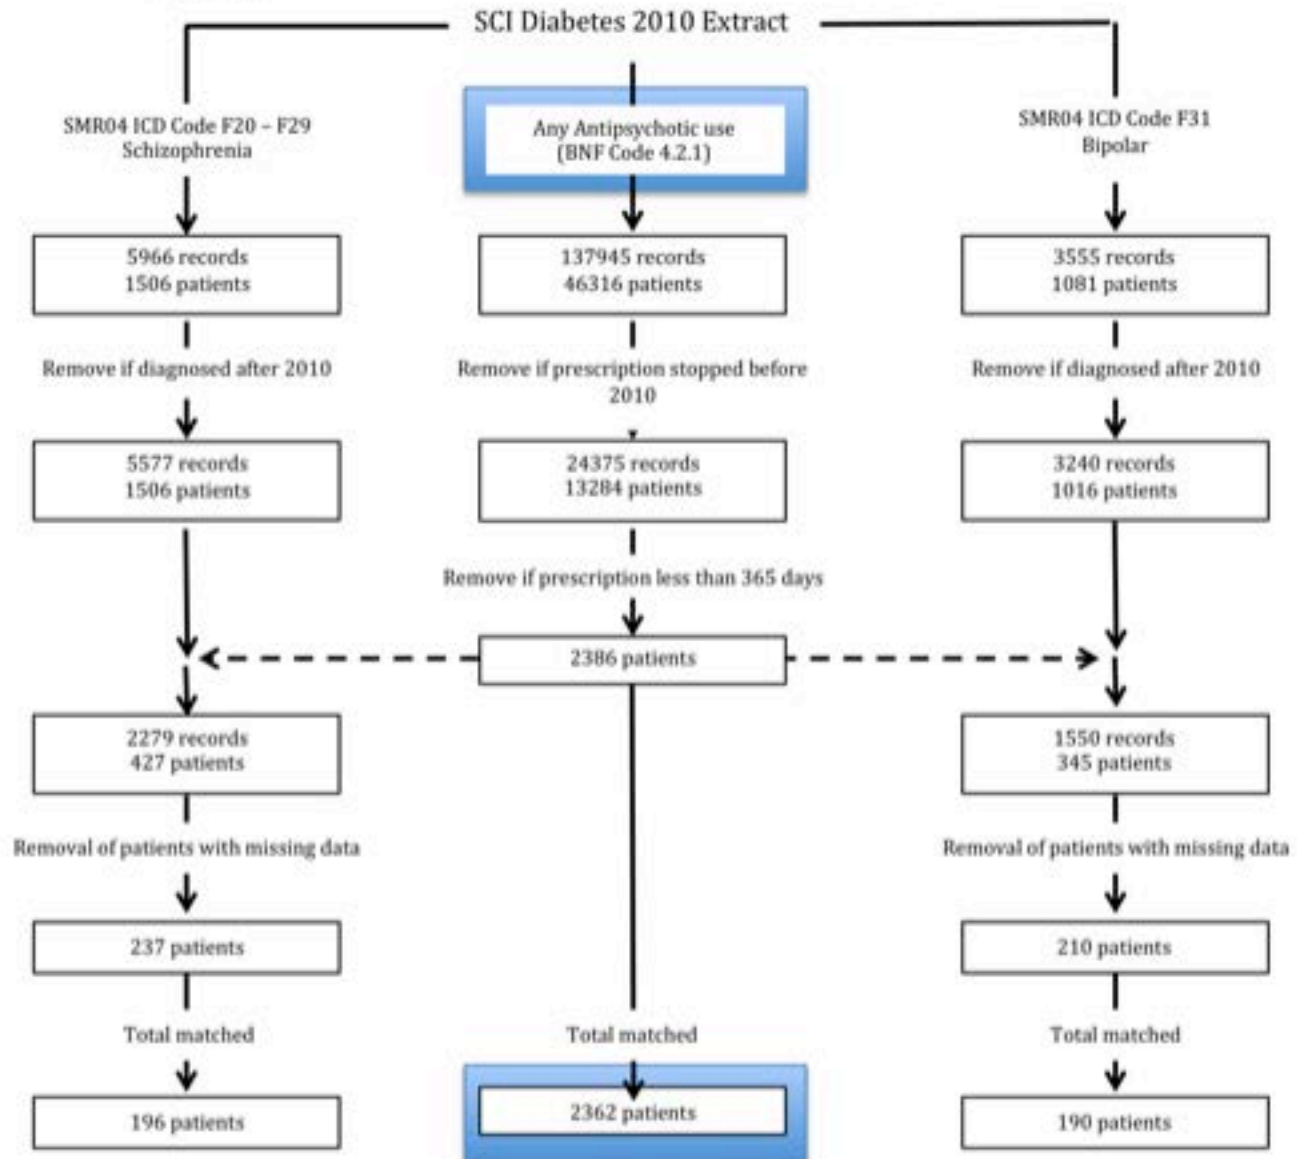 SCI Diabetes 2010 Extract
SMR04 ICD Code F20 – F29
Schizophrenia
Any Antipsychotic use
(BNF Code 4.2.1)
SMR04 ICD Code F31
Bipolar
5966 records
1506 patients
137945 records
46316 patients
3555 records
1081 patients
Remove if diagnosed after 2010
Remove if prescription stopped before
2010
Remove if diagnosed after 2010
5577 records
1506 patients
24375 records
13284 patients
3240 records
1016 patients
Remove if prescription less than 365 days
2386 patients
2279 records
427 patients
1550 records
345 patients
Removal of patients with missing data
Removal of patients with missing data
237 patients
210 patients
Total matched
Total matched
Total matched
196 patients
2362 patients
190 patients